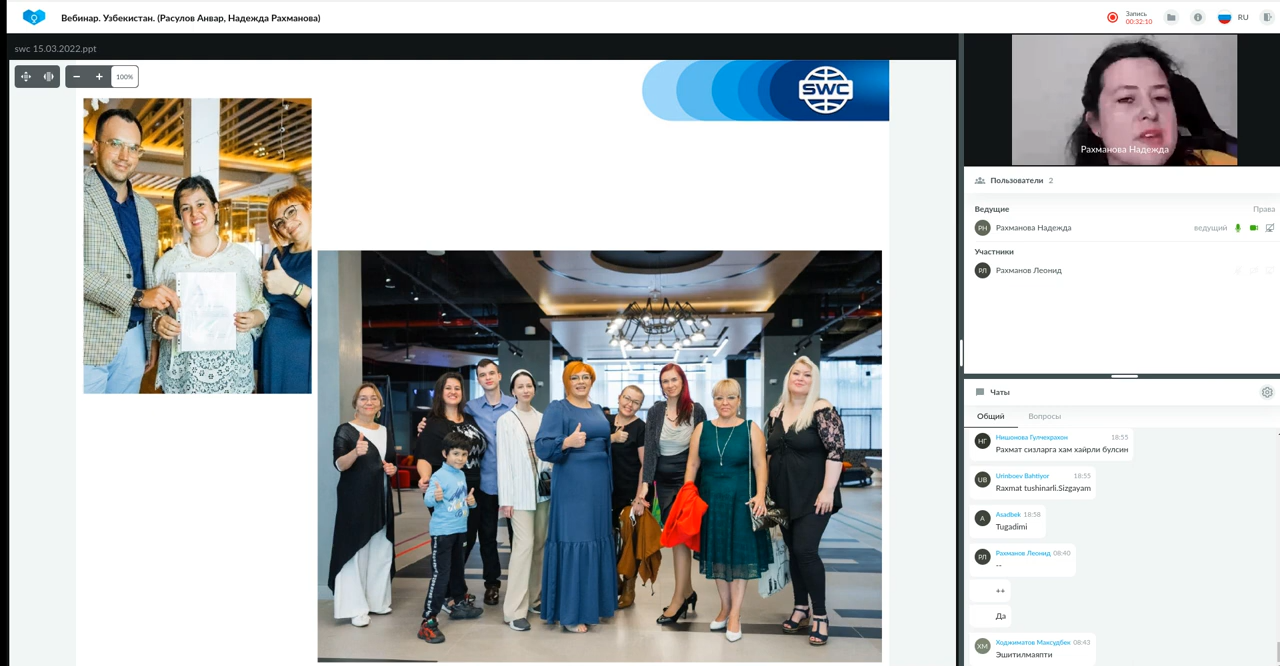 Вебинар. Узбекистан. (Расулов Анвар, Надежда Рахманова)
Запись
00:32:10
RU
swc 15.03.2022.ppt
100%
SWC
Рахманова Надежда
Пользователи 2
Ведущие Права
РН Рахманова Надежда ведущий
Участники
РЛ Рахманов Леонид
Чаты
Общий Вопросы
НГ Нишонова Гулчехрахон 18:55
Рахмат сизларга хам хайрли булсин
UB Urinboev Bahtiyor 18:55
Raxmat tushinarli.Sizgayam
A Asadbek 18:58
Tugadimi
РЛ Рахманов Леонид 08:40
--
++
Да
ХМ Ходжиматов Максудбек 08:43
Эшитилмаяпти